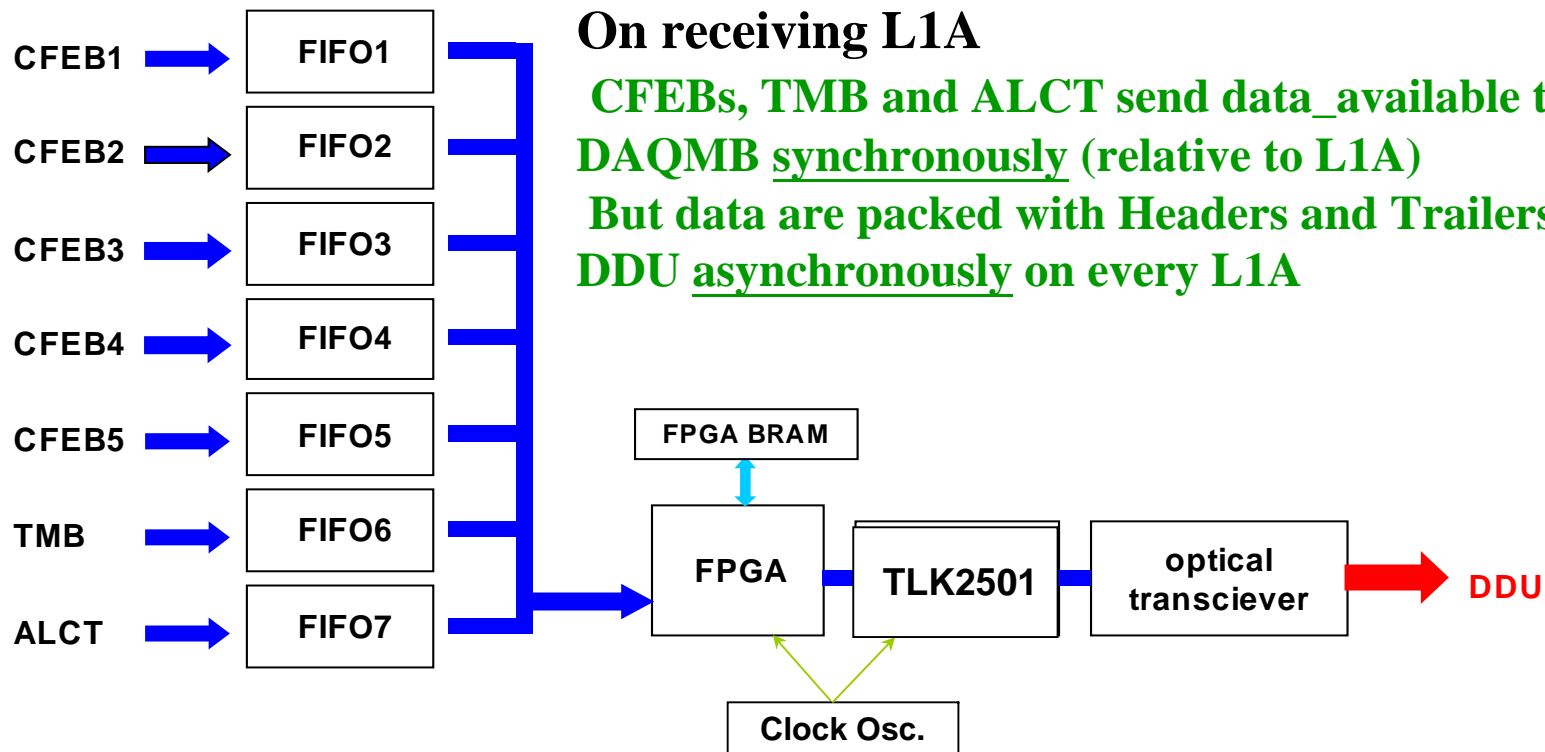 On receiving L1A
CFEBs, TMB and ALCT send data_available t
DAQMB synchronously (relative to L1A)
But data are packed with Headers and Trailers
DDU asynchronously on every L1A
CFEB1
FIFO1
CFEB2
FIFO2
CFEB3
FIFO3
CFEB4
FIFO4
CFEB5
FIFO5
TMB
FIFO6
ALCT
FIFO7
FPGA BRAM
FPGA
TLK2501
optical
transciever
DDU
Clock Osc.